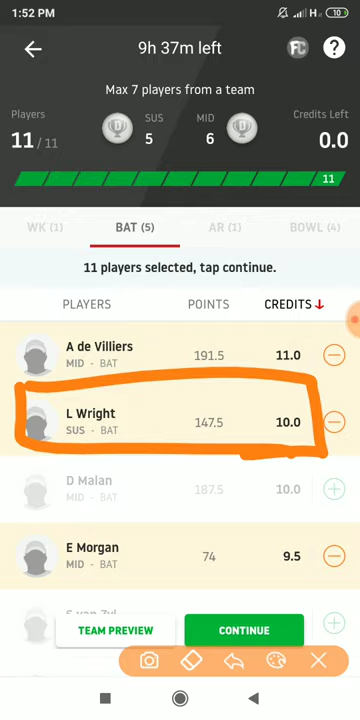 1:52 PM
H
10
9h 37m left
FC
?
Max 7 players from a team
Players
SUS
MID
Credits Left
11 / 11
D
5
6
D
0.0
11
WK (1)
BAT (5)
AR (1)
BOWL (4)
11 players selected, tap continue.
PLAYERS
POINTS
CREDITS
A de Villiers
MID - BAT
191.5
11.0
L Wright
SUS - BAT
147.5
10.0
D Malan
MID - BAT
187.5
10.0
E Morgan
MID - BAT
74
9.5
S van Zyl
TEAM PREVIEW
CONTINUE